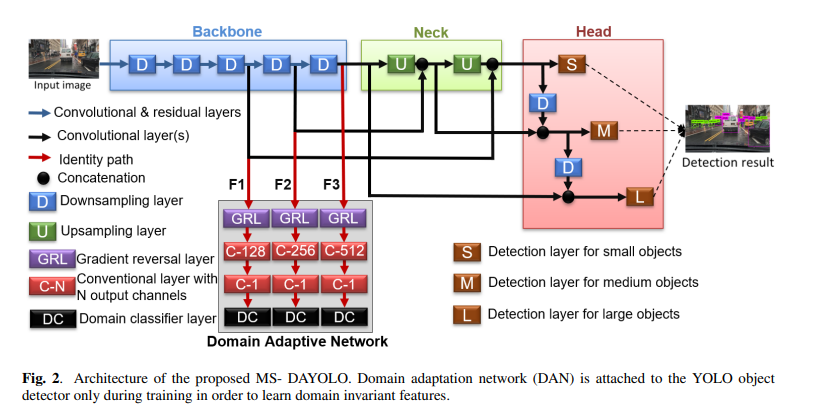 Backbone
Neck
Head
Input image
D
D
D
D
D
U
U
S
D
M
D
L
Detection result
Convolutional & residual layers
Convolutional layer(s)
Identity path
Concatenation
D Downsampling layer
U Upsampling layer
GRL Gradient reversal layer
C-N Conventional layer with
N output channels
DC Domain classifier layer
F1 F2 F3
GRL GRL GRL
C-128 C-256 C-512
C-1 C-1 C-1
DC DC DC
Domain Adaptive Network
S Detection layer for small objects
M Detection layer for medium objects
L Detection layer for large objects
Fig. 2. Architecture of the proposed MS- DAYOLO. Domain adaptation network (DAN) is attached to the YOLO object
detector only during training in order to learn domain invariant features.